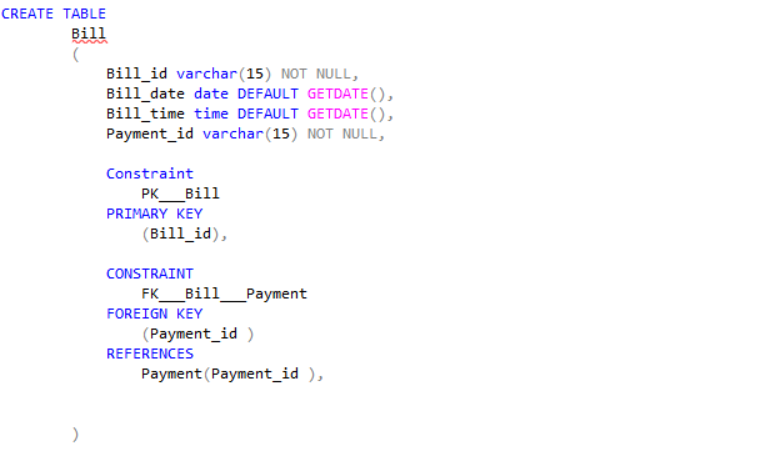 CREATE TABLE
Bill
(
Bill_id varchar(15) NOT NULL,
Bill_date date DEFAULT GETDATE(),
Bill_time time DEFAULT GETDATE(),
Payment_id varchar(15) NOT NULL,
Constraint
PK___Bill
PRIMARY KEY
(Bill_id),
CONSTRAINT
FK___Bill___Payment
FOREIGN KEY
(Payment_id )
REFERENCES
Payment(Payment_id ),
)